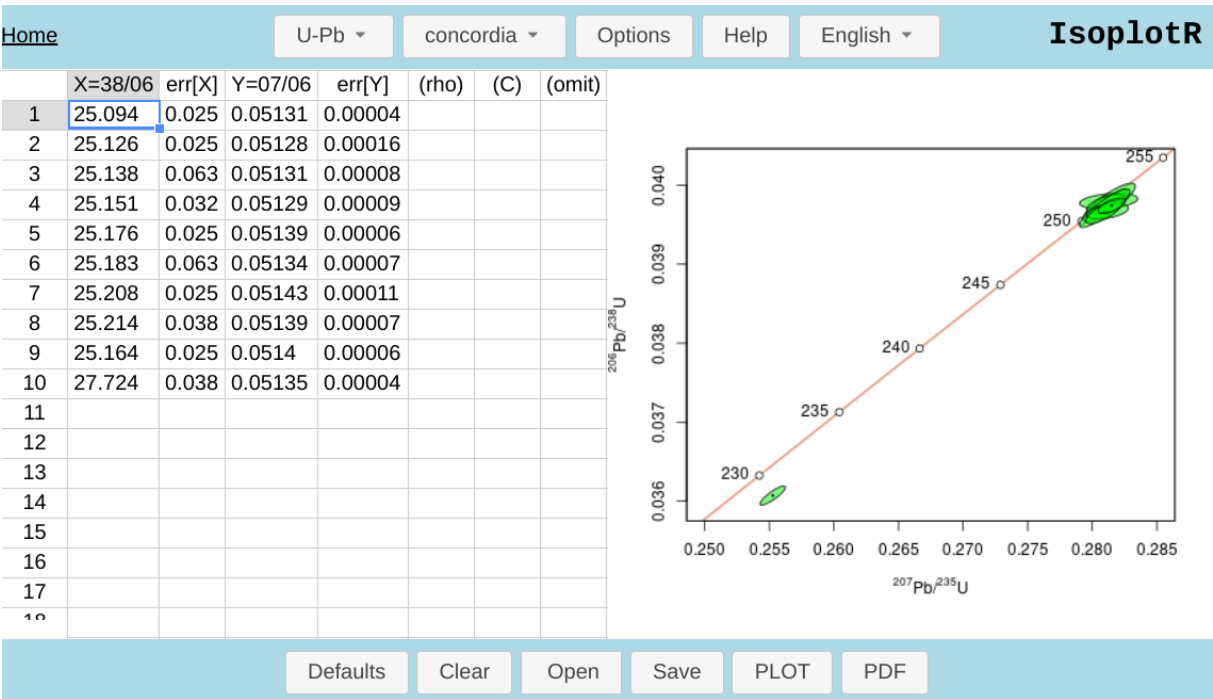 Home U-Pb concordia Options Help English IsoplotR
X=38/06 err[X] Y=07/06 err[Y] (rho) (C) (omit)
1 25.094 0.025 0.05131 0.00004
2 25.126 0.025 0.05128 0.00016
3 25.138 0.063 0.05131 0.00008
4 25.151 0.032 0.05129 0.00009
5 25.176 0.025 0.05139 0.00006
6 25.183 0.063 0.05134 0.00007
7 25.208 0.025 0.05143 0.00011
8 25.214 0.038 0.05139 0.00007
9 25.164 0.025 0.0514 0.00006
10 27.724 0.038 0.05135 0.00004
11
12
13
14
15
16
17
18
206Pb/238U
0.040
0.039
0.038
0.037
0.036
255
250
245
240
235
230
0.250 0.255 0.260 0.265 0.270 0.275 0.280 0.285
207Pb/235U
Defaults Clear Open Save PLOT PDF